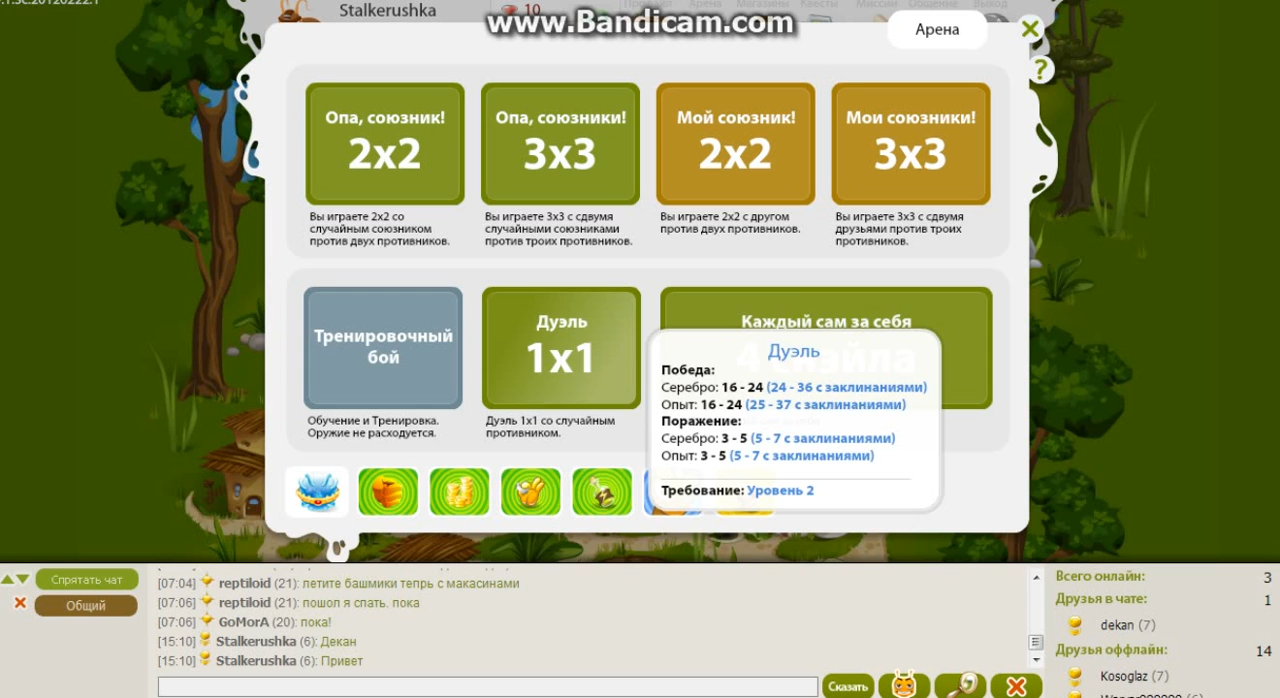 Stalkerushka
10
www.Bandicam.com
Арена
?
Опа, союзник!
2x2
Опа, союзники!
3x3
Мой союзник!
2x2
Мои союзники!
3x3
Вы играете 2x2 со
случайным союзником
против двух противников.
Вы играете 3x3 с сдвумя
случайными союзниками
против троих противников.
Вы играете 2x2 с другом
против двух противников.
Вы играете 3x3 с сдвумя
друзьями против троих
противников.
Тренировочный
бой
Дуэль
1x1
Каждый сам за себя
Обучение и Тренировка.
Оружие не расходуется.
Дуэль 1x1 со случайным
противником.
Дуэль
Победа:
Серебро: 16 - 24 (24 - 36 с заклинаниями)
Опыт: 16 - 24 (25 - 37 с заклинаниями)
Поражение:
Серебро: 3 - 5 (5 - 7 с заклинаниями)
Опыт: 3 - 5 (5 - 7 с заклинаниями)
Требование: Уровень 2
Спрятать чат
Общий
[07:04] reptiloid (21): летите башмики тепрь с макасинами
[07:06] reptiloid (21): пошол я спать. пока
[07:06] GoMorA (20): пока!
[15:10] Stalkerushka (6): Декан
[15:10] Stalkerushka (6): Привет
Сказать
Всего онлайн: 3
Друзья в чате: 1
dekan (7)
Друзья оффлайн: 14
Kosoglaz (7)